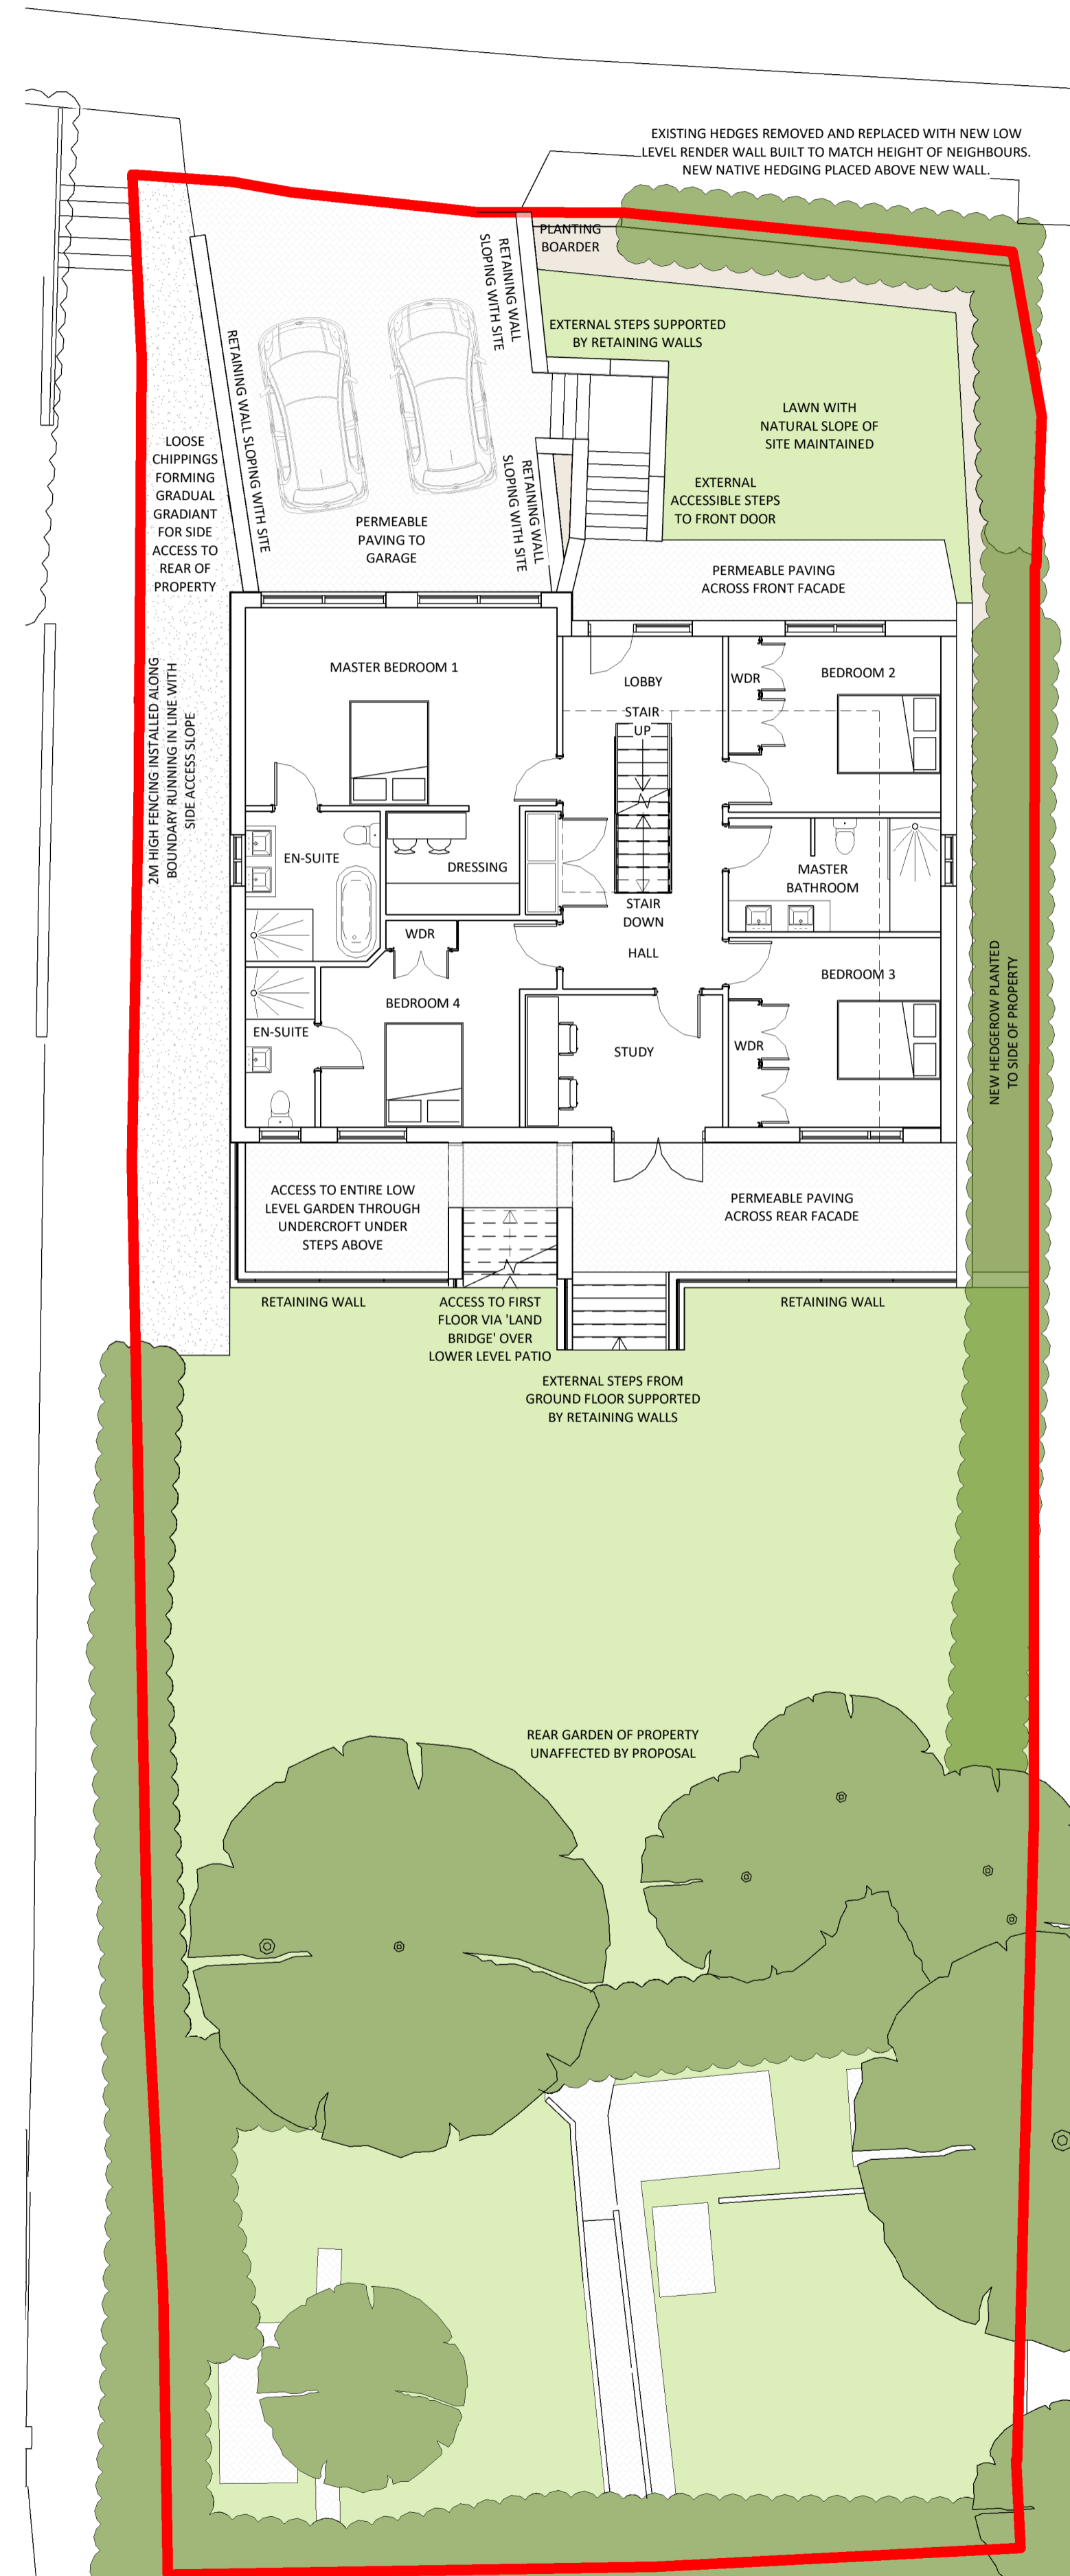 EXISTING HEDGES REMOVED AND REPLACED WITH NEW LOW
LEVEL RENDER WALL BUILT TO MATCH HEIGHT OF NEIGHBOURS.
NEW NATIVE HEDGING PLACED ABOVE NEW WALL.
PLANTING
BOARDER
RETAINING WALL
SLOPING WITH SITE
EXTERNAL STEPS SUPPORTED
BY RETAINING WALLS
RETAINING WALL SLOPING WITH SITE
LAWN WITH
NATURAL SLOPE OF
SITE MAINTAINED
LOOSE
CHIPPINGS
FORMING
GRADUAL
GRADIANT
FOR SIDE
ACCESS TO
REAR OF
PROPERTY
RETAINING WALL
SLOPING WITH SITE
EXTERNAL
ACCESSIBLE STEPS
TO FRONT DOOR
PERMEABLE
PAVING TO
GARAGE
PERMEABLE PAVING
ACROSS FRONT FACADE
2M HIGH FENCING INSTALLED ALONG
BOUNDARY RUNNING IN LINE WITH
SIDE ACCESS SLOPE
MASTER BEDROOM 1
LOBBY
STAIR
UP
WDR
BEDROOM 2
EN-SUITE
DRESSING
MASTER
BATHROOM
STAIR
DOWN
HALL
WDR
BEDROOM 4
EN-SUITE
STUDY
BEDROOM 3
WDR
NEW HEDGEROW PLANTED
TO SIDE OF PROPERTY
ACCESS TO ENTIRE LOW
LEVEL GARDEN THROUGH
UNDERCROFT UNDER
STEPS ABOVE
PERMEABLE PAVING
ACROSS REAR FACADE
RETAINING WALL
ACCESS TO FIRST
FLOOR VIA 'LAND
BRIDGE' OVER
LOWER LEVEL PATIO
RETAINING WALL
EXTERNAL STEPS FROM
GROUND FLOOR SUPPORTED
BY RETAINING WALLS
REAR GARDEN OF PROPERTY
UNAFFECTED BY PROPOSAL